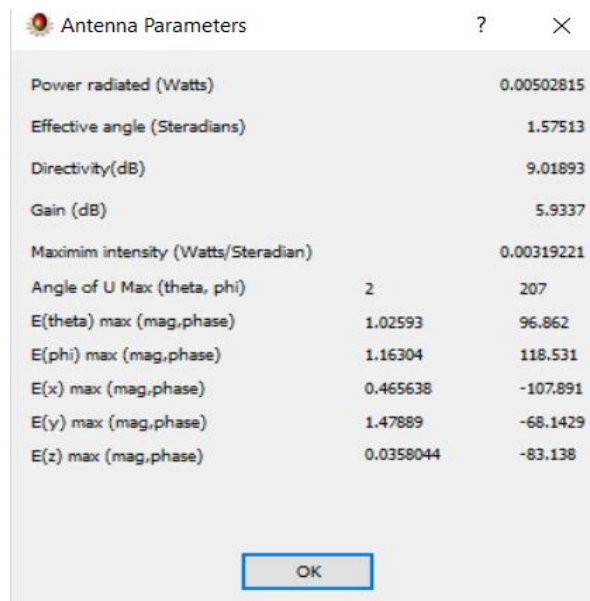 Antenna Parameters ? ×
Power radiated (Watts) 0.00502815
Effective angle (Steradians) 1.57513
Directivity(dB) 9.01893
Gain (dB) 5.9337
Maximim intensity (Watts/Steradian) 0.00319221
Angle of U Max (theta, phi) 2 207
E(theta) max (mag,phase) 1.02593 96.862
E(phi) max (mag,phase) 1.16304 118.531
E(x) max (mag,phase) 0.465638 -107.891
E(y) max (mag,phase) 1.47889 -68.1429
E(z) max (mag,phase) 0.0358044 -83.138
OK